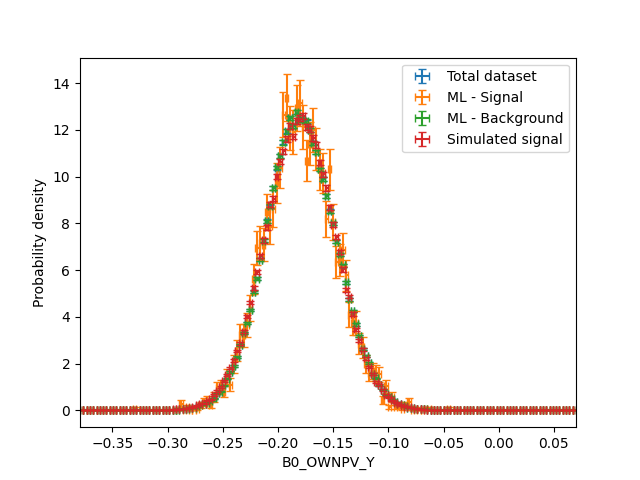 Total dataset
ML - Signal
ML - Background
Simulated signal
14
12
10
8
6
4
2
0
Probability density
−0.35 −0.30 −0.25 −0.20 −0.15 −0.10 −0.05 0.00 0.05
B0_OWNPV_Y